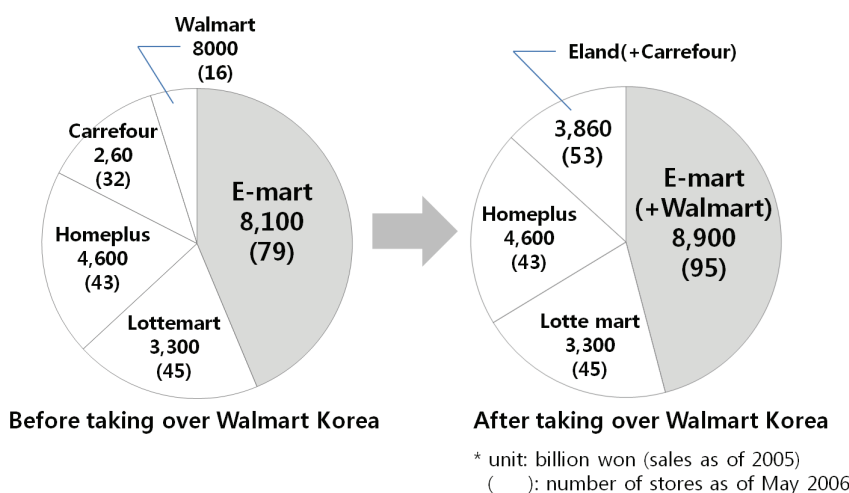 Walmart
8000
(16)
Carrefour
2,60
(32)
E-mart
8,100
(79)
Homeplus
4,600
(43)
Lottemart
3,300
(45)
Before taking over Walmart Korea
Eland(+Carrefour)
3,860
(53)
E-mart
(+Walmart)
8,900
(95)
Homeplus
4,600
(43)
Lotte mart
3,300
(45)
After taking over Walmart Korea
* unit: billion won (sales as of 2005)
( ): number of stores as of May 2006